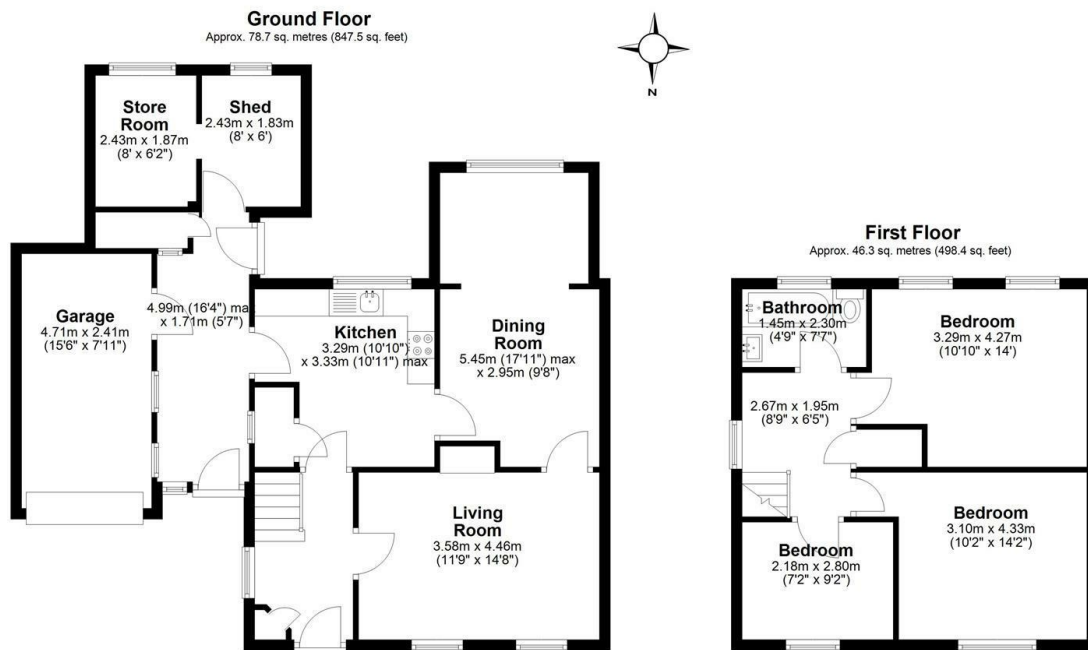 Ground Floor
Approx. 78.7 sq. metres (847.5 sq. feet)
N
Store
Room
2.43m x 1.87m
(8' x 6'2")
Shed
2.43m x 1.83m
(8' x 6')
Garage
4.71m x 2.41m
(15'6" x 7'11")
4.99m (16'4") max
x 1.71m (5'7")
Kitchen
3.29m (10'10")
x 3.33m (10'11") max
Dining
Room
5.45m (17'11") max
x 2.95m (9'8")
Living
Room
3.58m x 4.46m
(11'9" x 14'8")
First Floor
Approx. 46.3 sq. metres (498.4 sq. feet)
Bathroom
1.45m x 2.30m
(4'9" x 7'7")
Bedroom
3.29m x 4.27m
(10'10" x 14')
2.67m x 1.95m
(8'9" x 6'5")
Bedroom
3.10m x 4.33m
(10'2" x 14'2")
Bedroom
2.18m x 2.80m
(7'2" x 9'2")